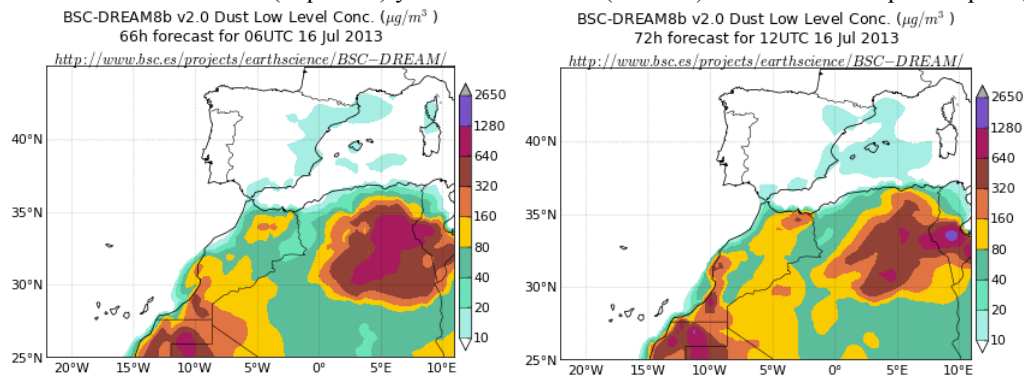 BSC-DREAM8b v2.0 Dust Low Level Conc. (μg/m³ )
66h forecast for 06UTC 16 Jul 2013
http://www.bsc.es/projects/earthscience/BSC−DREAM/
40°N
35°N
30°N
25°N
20°W
15°W
10°W
5°W
0°
5°E
10°E
2650
1280
640
320
160
80
40
20
10
BSC-DREAM8b v2.0 Dust Low Level Conc. (μg/m³ )
72h forecast for 12UTC 16 Jul 2013
http://www.bsc.es/projects/earthscience/BSC−DREAM/
40°N
35°N
30°N
25°N
20°W
15°W
10°W
5°W
0°
5°E
10°E
2650
1280
640
320
160
80
40
20
10